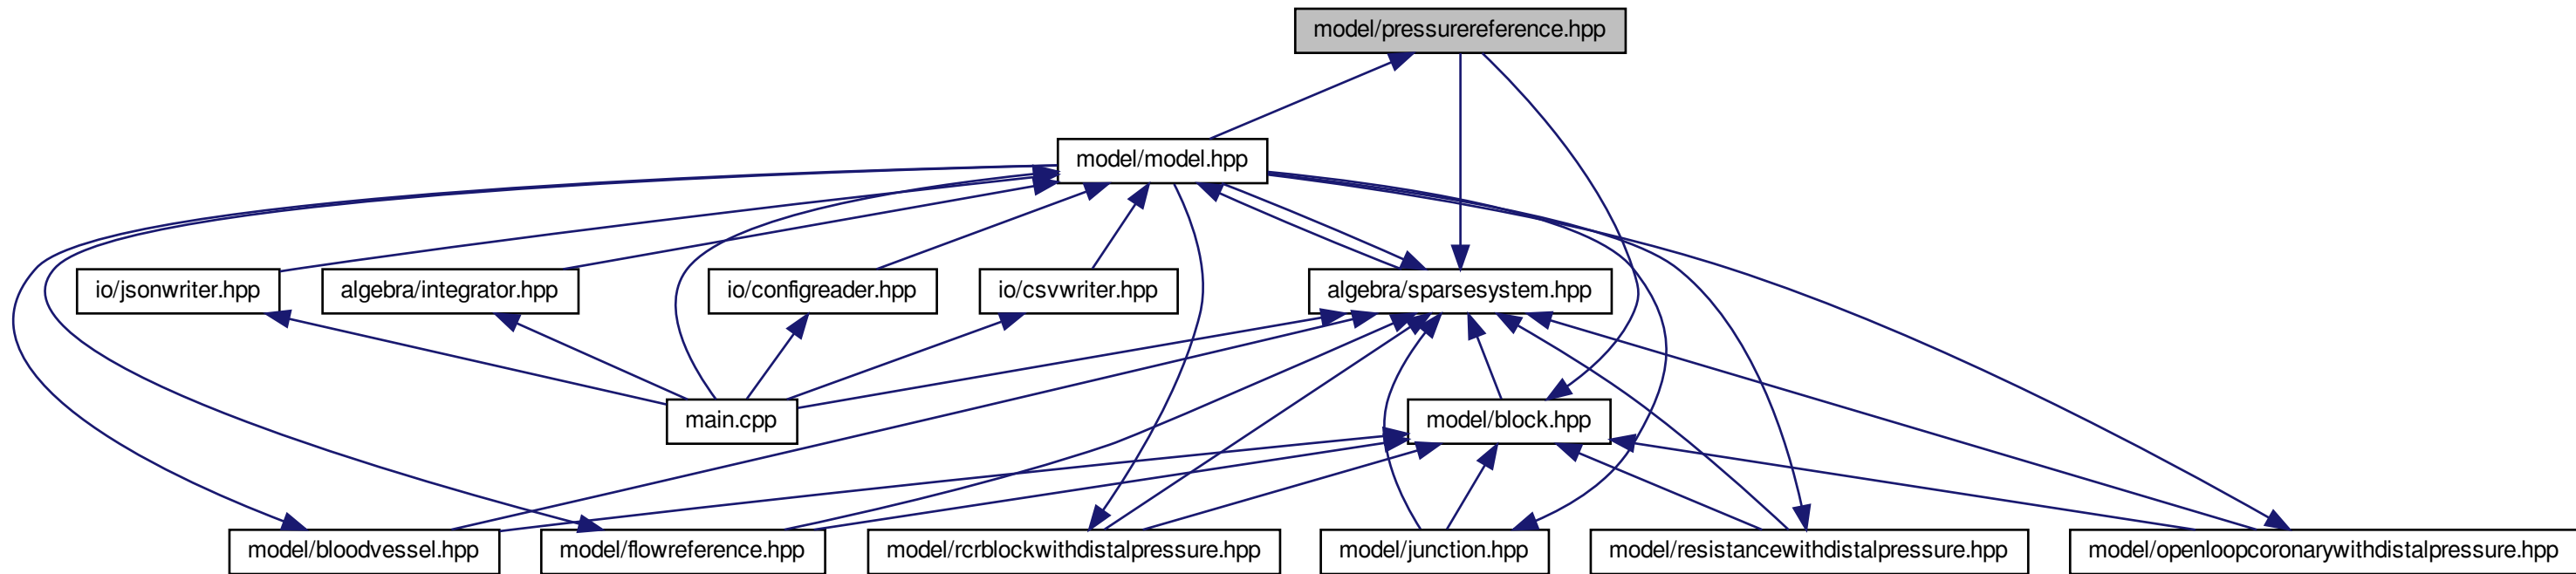 model/pressurereference.hpp
model/model.hpp
io/jsonwriter.hpp
algebra/integrator.hpp
io/configreader.hpp
io/csvwriter.hpp
algebra/sparsesystem.hpp
main.cpp
model/block.hpp
model/bloodvessel.hpp
model/flowreference.hpp
model/rcrblockwithdistalpressure.hpp
model/junction.hpp
model/resistancewithdistalpressure.hpp
model/openloopcoronarywithdistalpressure.hpp